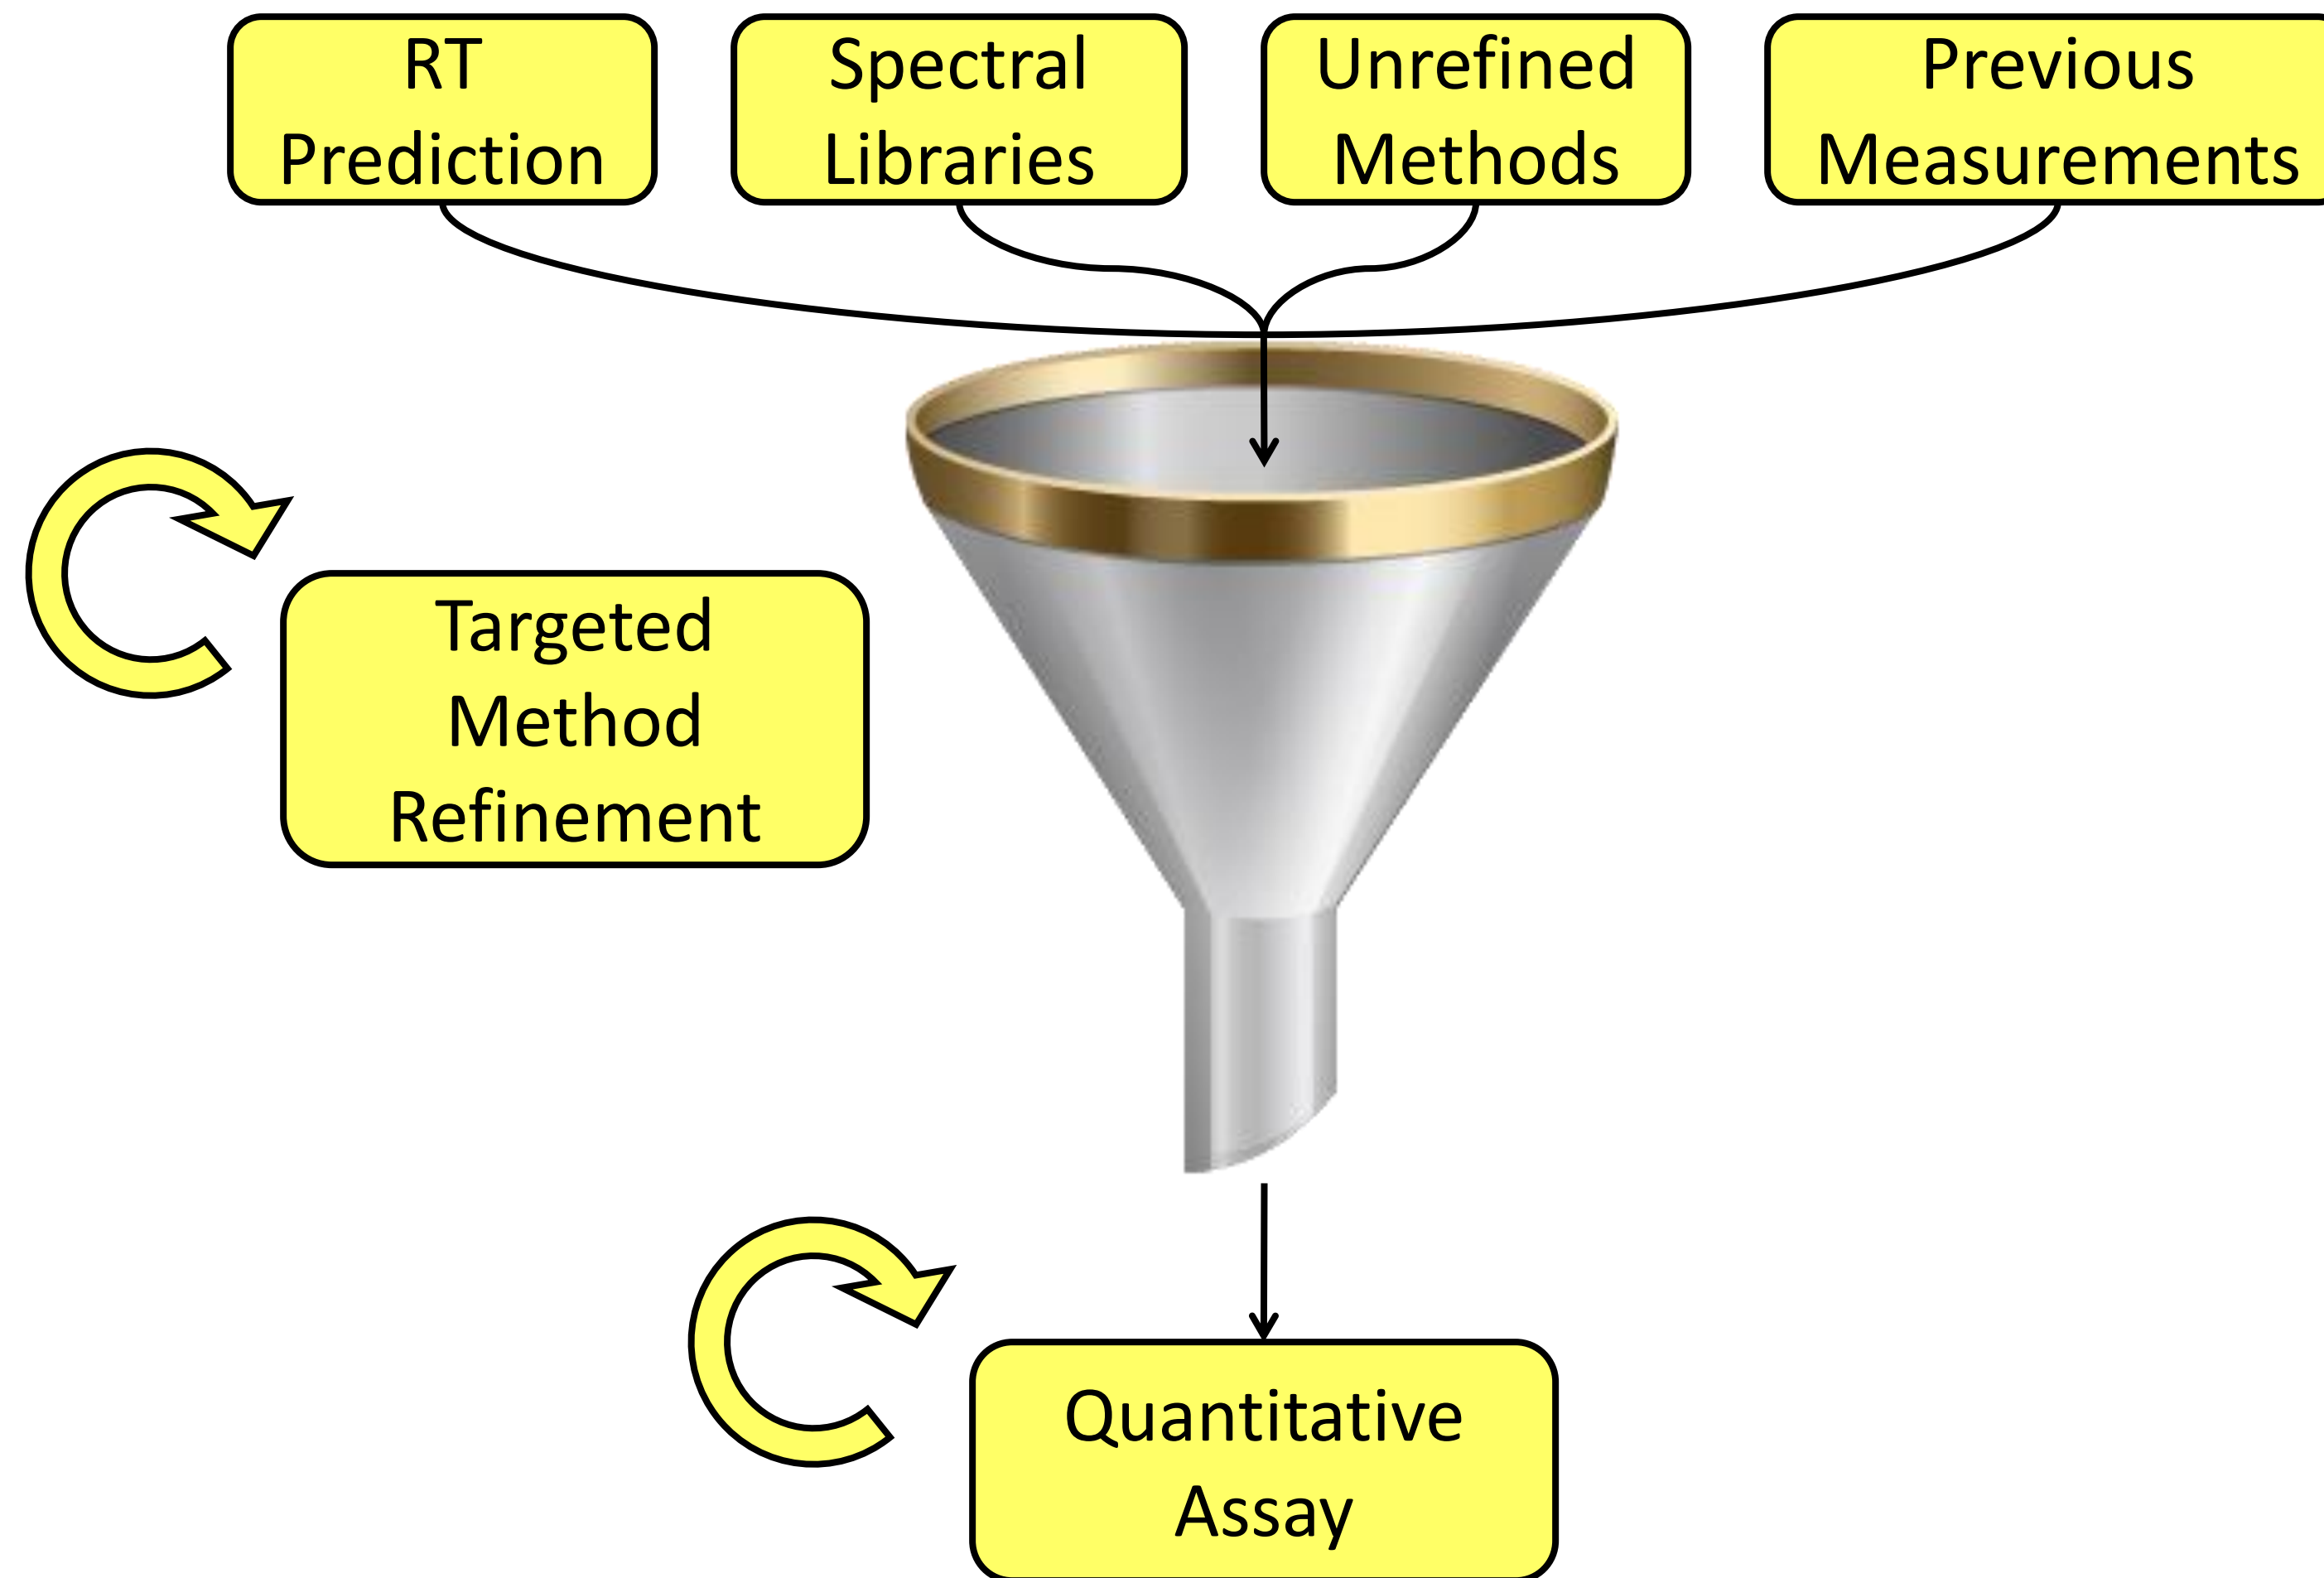 RT
Prediction
Spectral
Libraries
Unrefined
Methods
Previous
Measurements
Targeted
Method
Refinement
Quantitative
Assay